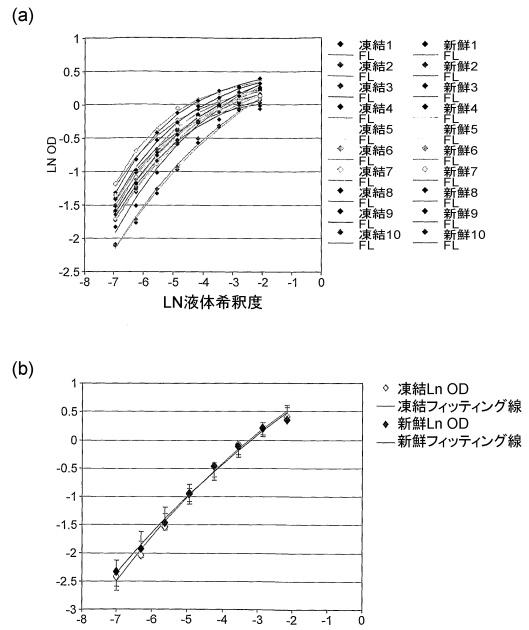 (a)
1
0.5
0
-0.5
-1
-1.5
-2
-2.5
LN OD
-8 -7 -6 -5 -4 -3 -2 -1 0
LN液体希釈度
凍結1 新鮮1
FL FL
凍結2 新鮮2
FL FL
凍結3 新鮮3
FL FL
凍結4 新鮮4
FL FL
凍結5 新鮮5
FL FL
凍結6 新鮮6
FL FL
凍結7 新鮮7
FL FL
凍結8 新鮮8
FL FL
凍結9 新鮮9
FL FL
凍結10 新鮮10
FL FL
(b)
1
0.5
0
-0.5
-1
-1.5
-2
-2.5
-3
-8 -7 -6 -5 -4 -3 -2 -1 0
凍結Ln OD
凍結フィッティング線
新鮮Ln OD
新鮮フィッティング線